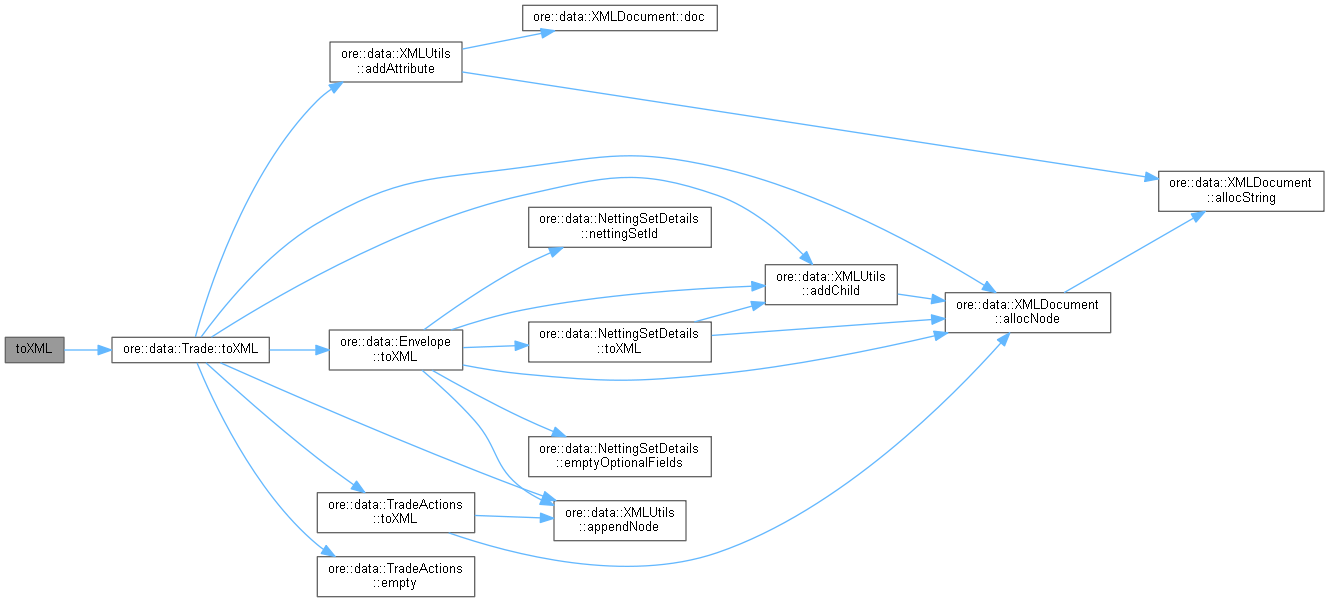 ore::data::XMLDocument::doc
ore::data::XMLUtils
::addAttribute
ore::data::XMLDocument
::allocString
ore::data::NettingSetDetails
::nettingSetId
ore::data::XMLUtils
::addChild
ore::data::XMLDocument
::allocNode
toXML
ore::data::Trade::toXML
ore::data::Envelope
::toXML
ore::data::NettingSetDetails
::toXML
ore::data::NettingSetDetails
::emptyOptionalFields
ore::data::TradeActions
::toXML
ore::data::XMLUtils
::appendNode
ore::data::TradeActions
::empty